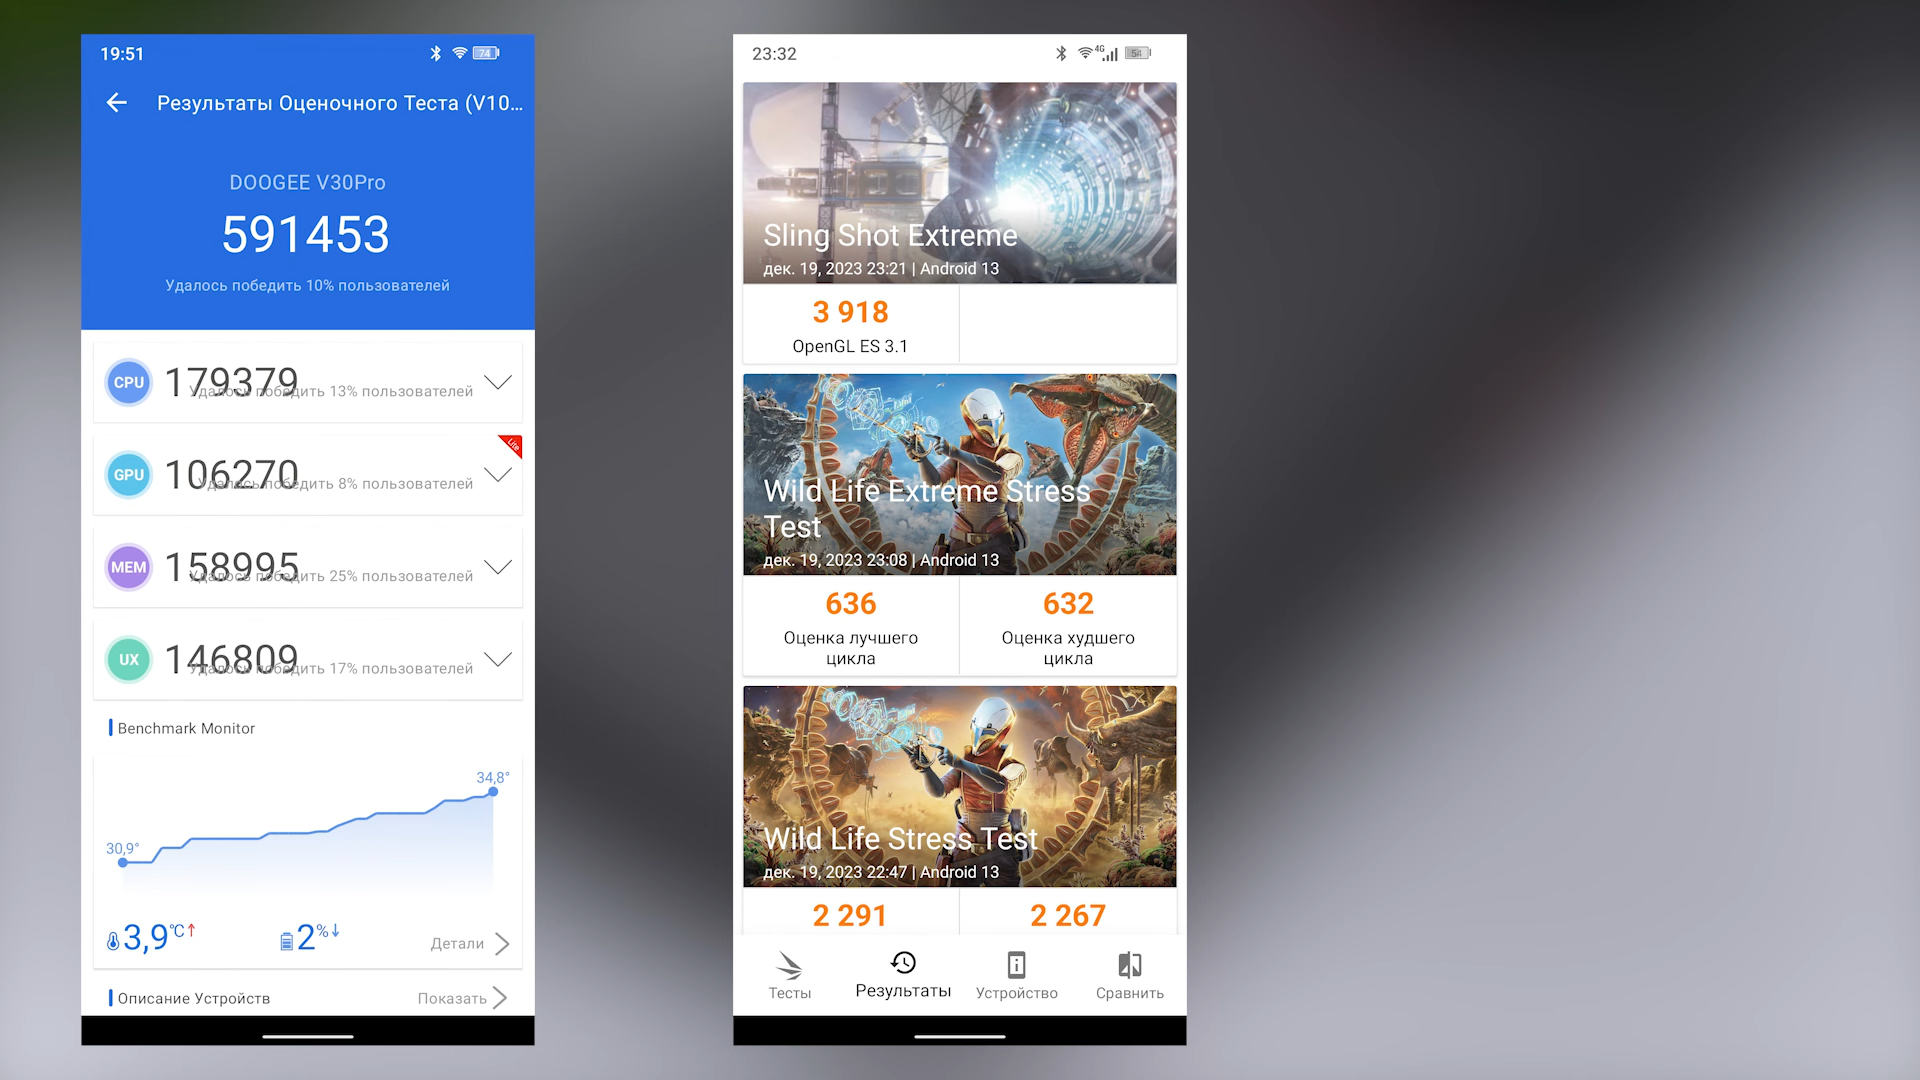 19:51
74
Результаты Оценочного Теста (V10...
DOOGEE V30Pro
591453
Удалось победить 10% пользователей
CPU
179379
Удалось победить 13% пользователей
Lite
GPU
106270
Удалось победить 8% пользователей
MEM
158995
Удалось победить 25% пользователей
UX
146809
Удалось победить 17% пользователей
Benchmark Monitor
34,8°
30,9°
3,9°C↑
2%↓
Детали
Описание Устройств
Показать
23:32
4G
54
Sling Shot Extreme
дек. 19, 2023 23:21 | Android 13
3 918
OpenGL ES 3.1
Wild Life Extreme Stress
Test
дек. 19, 2023 23:08 | Android 13
636
632
Оценка лучшего
цикла
Оценка худшего
цикла
Wild Life Stress Test
дек. 19, 2023 22:47 | Android 13
2 291
2 267
Тесты
Результаты
Устройство
Сравнить